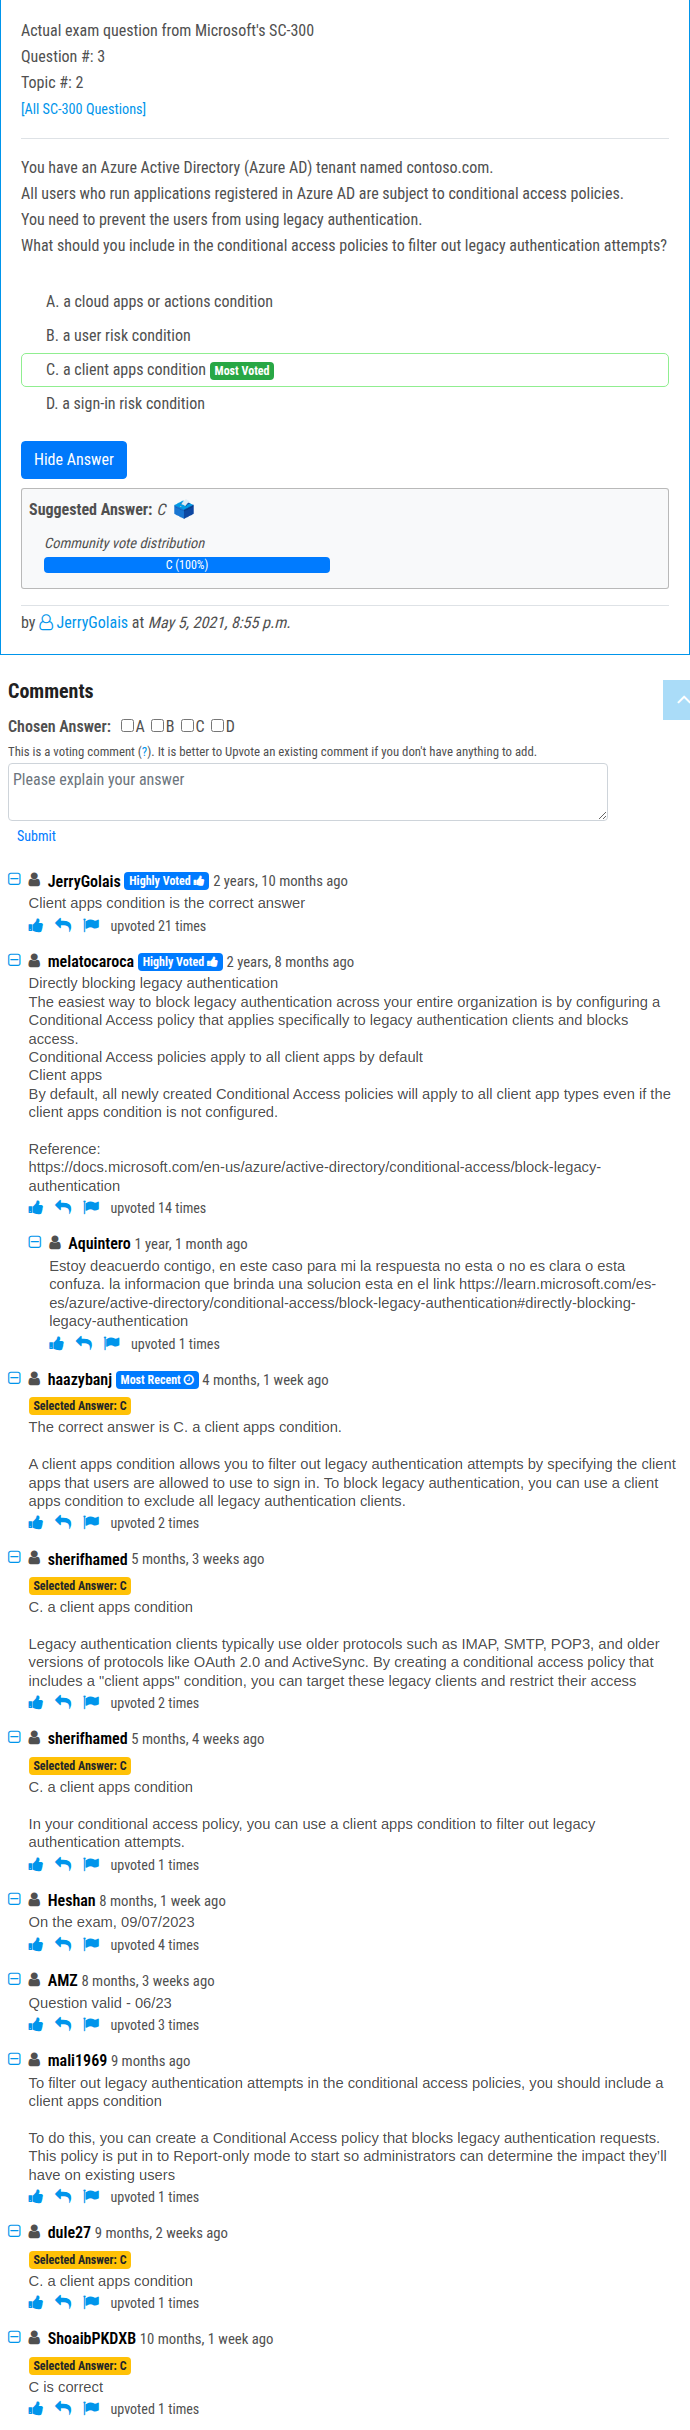 Actual exam question from Microsoft's SC-300
Question #: 3
Topic #: 2
[All SC-300 Questions]
You have an Azure Active Directory (Azure AD) tenant named contoso.com.
All users who run applications registered in Azure AD are subject to conditional access policies.
You need to prevent the users from using legacy authentication.
What should you include in the conditional access policies to filter out legacy authentication attempts?
A. a cloud apps or actions condition
B. a user risk condition
C. a client apps condition Most Voted
D. a sign-in risk condition
Hide Answer
Suggested Answer: C
Community vote distribution
C (100%)
by JerryGolais at May 5, 2021, 8:55 p.m.
Comments
Chosen Answer: A B C D
This is a voting comment (?). It is better to Upvote an existing comment if you don't have anything to add.
Please explain your answer
Submit
JerryGolais Highly Voted 2 years, 10 months ago
Client apps condition is the correct answer
upvoted 21 times
melatocaroca Highly Voted 2 years, 8 months ago
Directly blocking legacy authentication
The easiest way to block legacy authentication across your entire organization is by configuring a
Conditional Access policy that applies specifically to legacy authentication clients and blocks
access.
Conditional Access policies apply to all client apps by default
Client apps
By default, all newly created Conditional Access policies will apply to all client app types even if the
client apps condition is not configured.
Reference:
https://docs.microsoft.com/en-us/azure/active-directory/conditional-access/block-legacy-
authentication
upvoted 14 times
Aquintero 1 year, 1 month ago
Estoy deacuerdo contigo, en este caso para mi la respuesta no esta o no es clara o esta
confuza. la informacion que brinda una solucion esta en el link https://learn.microsoft.com/es-
es/azure/active-directory/conditional-access/block-legacy-authentication#directly-blocking-
legacy-authentication
upvoted 1 times
haazybanj Most Recent 4 months, 1 week ago
Selected Answer: C
The correct answer is C. a client apps condition.
A client apps condition allows you to filter out legacy authentication attempts by specifying the client
apps that users are allowed to use to sign in. To block legacy authentication, you can use a client
apps condition to exclude all legacy authentication clients.
upvoted 2 times
sherifhamed 5 months, 3 weeks ago
Selected Answer: C
C. a client apps condition
Legacy authentication clients typically use older protocols such as IMAP, SMTP, POP3, and older
versions of protocols like OAuth 2.0 and ActiveSync. By creating a conditional access policy that
includes a "client apps" condition, you can target these legacy clients and restrict their access
upvoted 2 times
sherifhamed 5 months, 4 weeks ago
Selected Answer: C
C. a client apps condition
In your conditional access policy, you can use a client apps condition to filter out legacy
authentication attempts.
upvoted 1 times
Heshan 8 months, 1 week ago
On the exam, 09/07/2023
upvoted 4 times
AMZ 8 months, 3 weeks ago
Question valid - 06/23
upvoted 3 times
mali1969 9 months ago
To filter out legacy authentication attempts in the conditional access policies, you should include a
client apps condition
To do this, you can create a Conditional Access policy that blocks legacy authentication requests.
This policy is put in to Report-only mode to start so administrators can determine the impact they'll
have on existing users
upvoted 1 times
dule27 9 months, 2 weeks ago
Selected Answer: C
C. a client apps condition
upvoted 1 times
ShoaibPKDXB 10 months, 1 week ago
Selected Answer: C
C is correct
upvoted 1 times